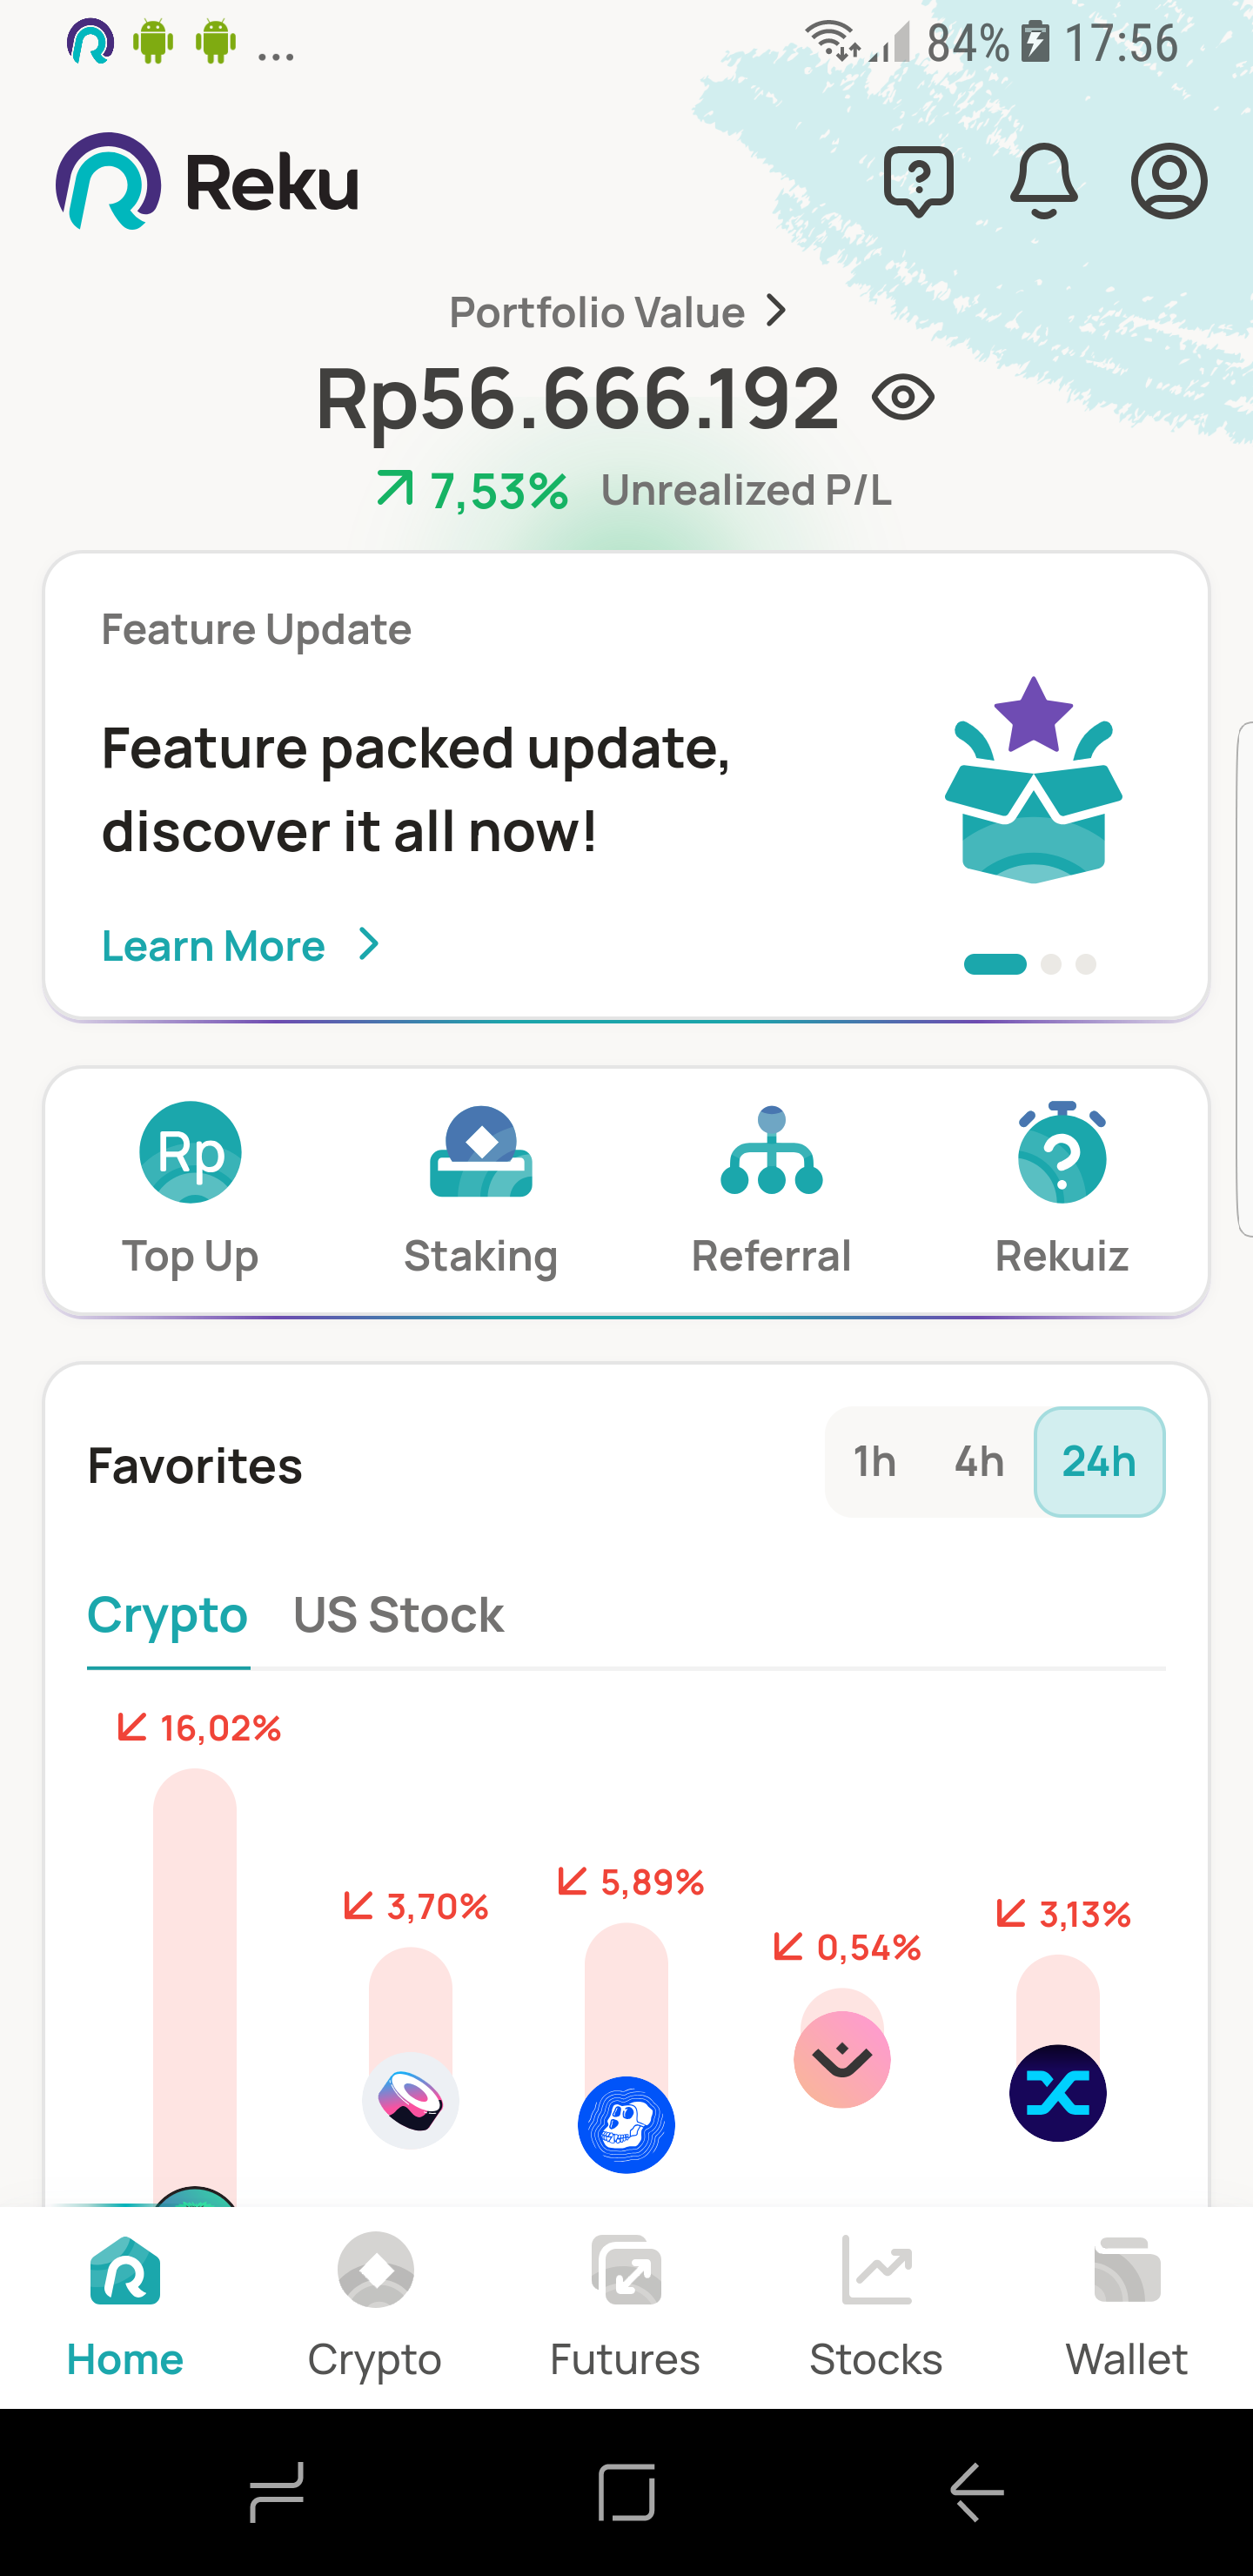 ... 84% 17:56
Reku
Portfolio Value
Rp56.666.192
7,53% Unrealized P/L
Feature Update
Feature packed update,
discover it all now!
Learn More
Rp
Top Up Staking Referral Rekuiz
Favorites 1h 4h 24h
Crypto US Stock
16,02%
5,89%
3,70%
3,13%
0,54%
Home Crypto Futures Stocks Wallet